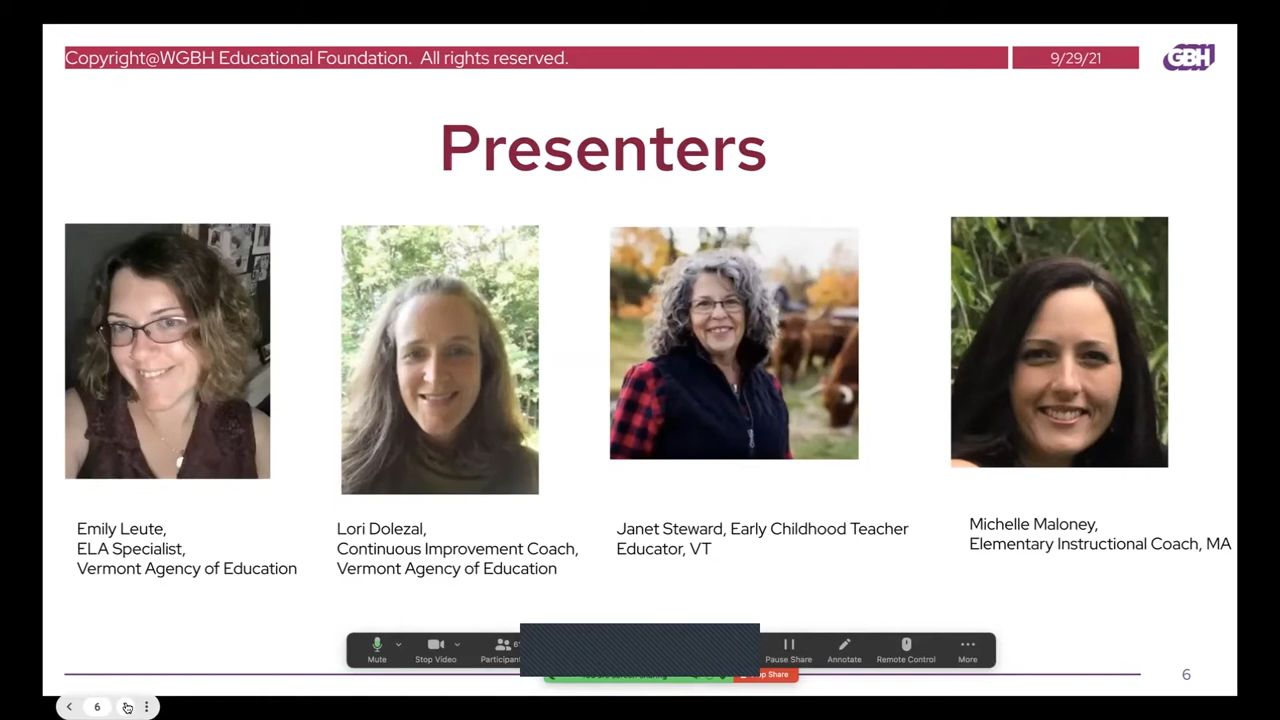 Copyright@WGBH Educational Foundation.  All rights reserved.
9/29/21
GBH
Presenters
Emily Leute,
ELA Specialist,
Vermont Agency of Education
Lori Dolezal,
Continuous Improvement Coach,
Vermont Agency of Education
Janet Steward, Early Childhood Teacher
Educator, VT
Michelle Maloney,
Elementary Instructional Coach, MA
Mute
Stop Video
Pause Share
Annotate
Remote Control
More
Share
6
6